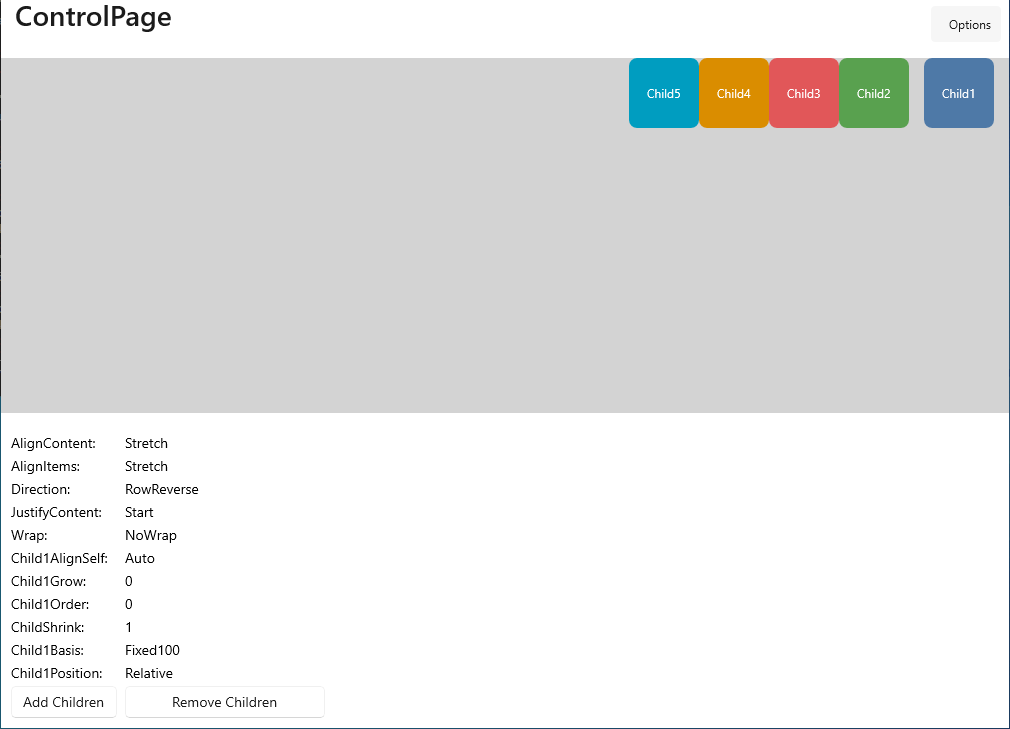 ControlPage
Options
Child5 Child4 Child3 Child2 Child1
AlignContent: Stretch
AlignItems: Stretch
Direction: RowReverse
JustifyContent: Start
Wrap: NoWrap
Child1AlignSelf: Auto
Child1Grow: 0
Child1Order: 0
ChildShrink: 1
Child1Basis: Fixed100
Child1Position: Relative
Add Children Remove Children